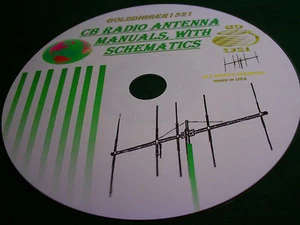 GOLDDIGGER1321
CB RADIO ANTENNA
MANUALS, WITH
SCHEMATICS